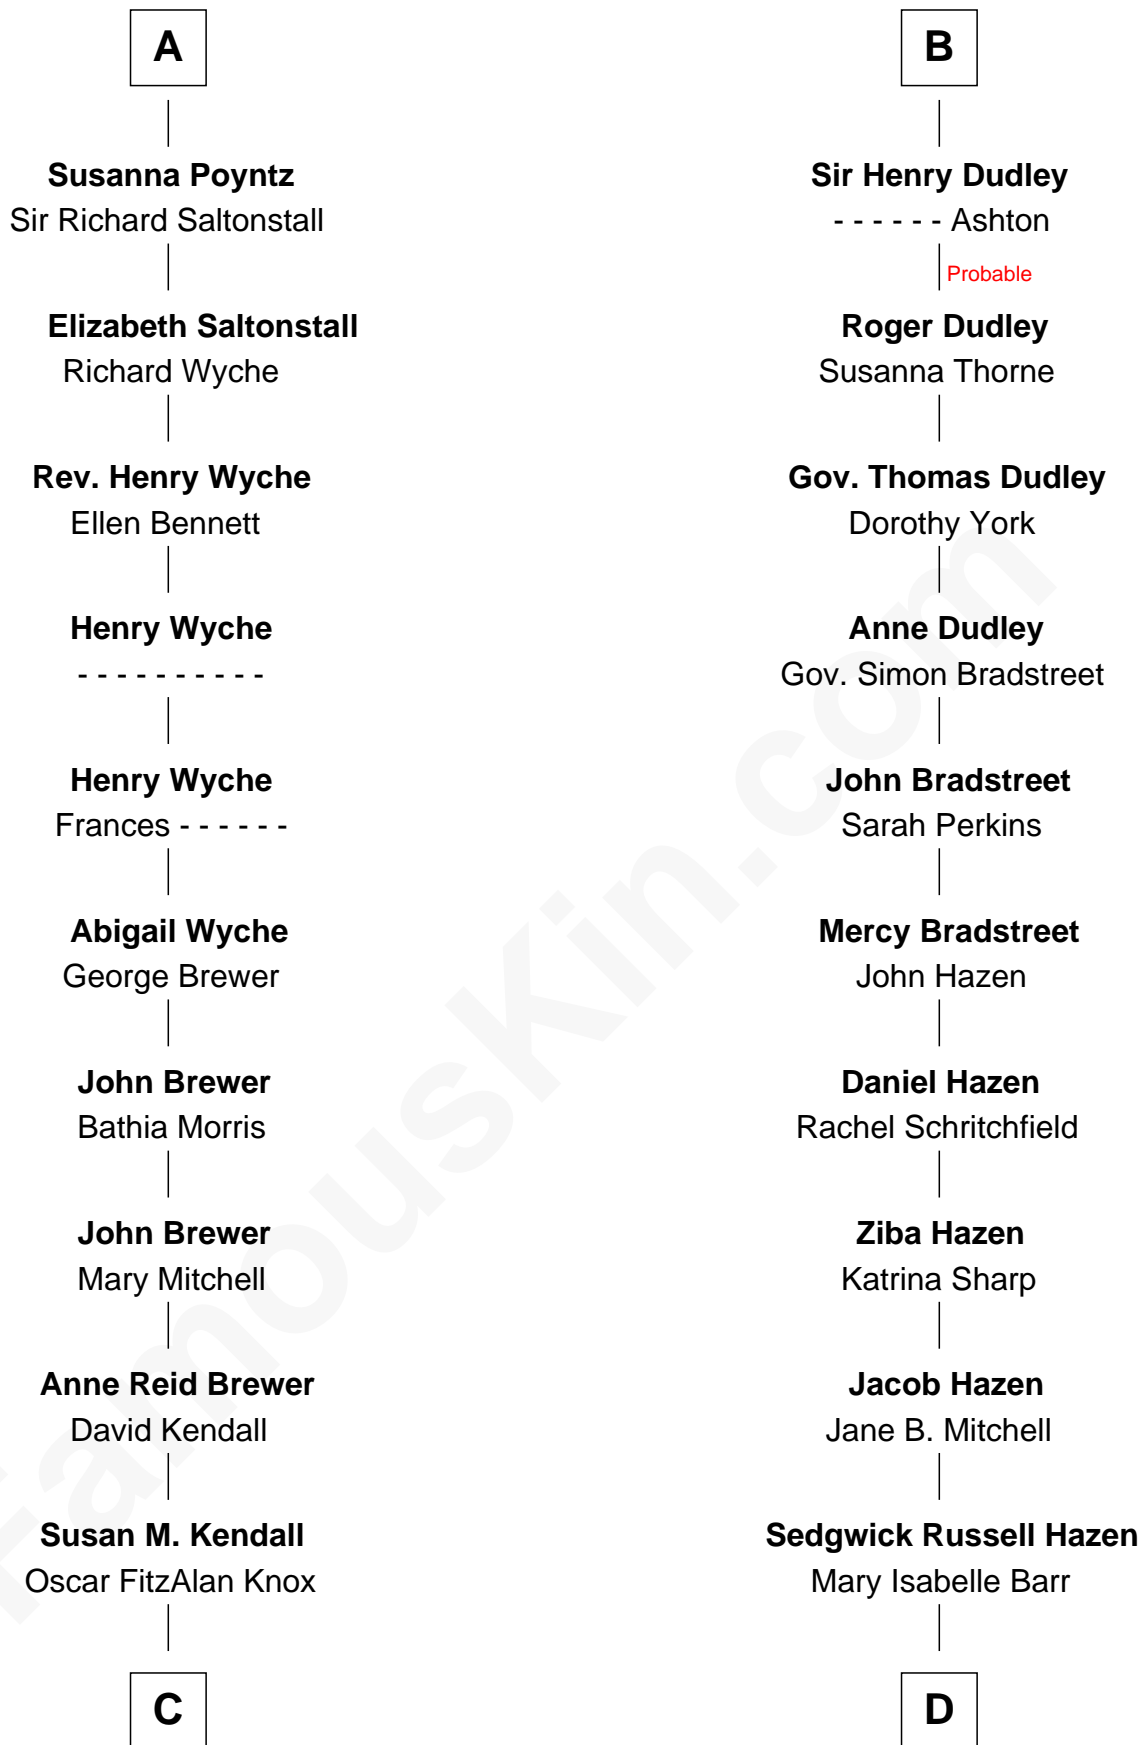 A
Susanna Poyntz
Sir Richard Saltonstall
Elizabeth Saltonstall
Richard Wyche
Rev. Henry Wyche
Ellen Bennett
Henry Wyche
- - - - - - - - - -
Henry Wyche
Frances - - - - - -
Abigail Wyche
George Brewer
John Brewer
Bathia Morris
John Brewer
Mary Mitchell
Anne Reid Brewer
David Kendall
Susan M. Kendall
Oscar FitzAlan Knox
C
B
Sir Henry Dudley
- - - - - - Ashton
Probable
Roger Dudley
Susanna Thorne
Gov. Thomas Dudley
Dorothy York
Anne Dudley
Gov. Simon Bradstreet
John Bradstreet
Sarah Perkins
Mercy Bradstreet
John Hazen
Daniel Hazen
Rachel Schritchfield
Ziba Hazen
Katrina Sharp
Jacob Hazen
Jane B. Mitchell
Sedgwick Russell Hazen
Mary Isabelle Barr
D
FamousKin.com